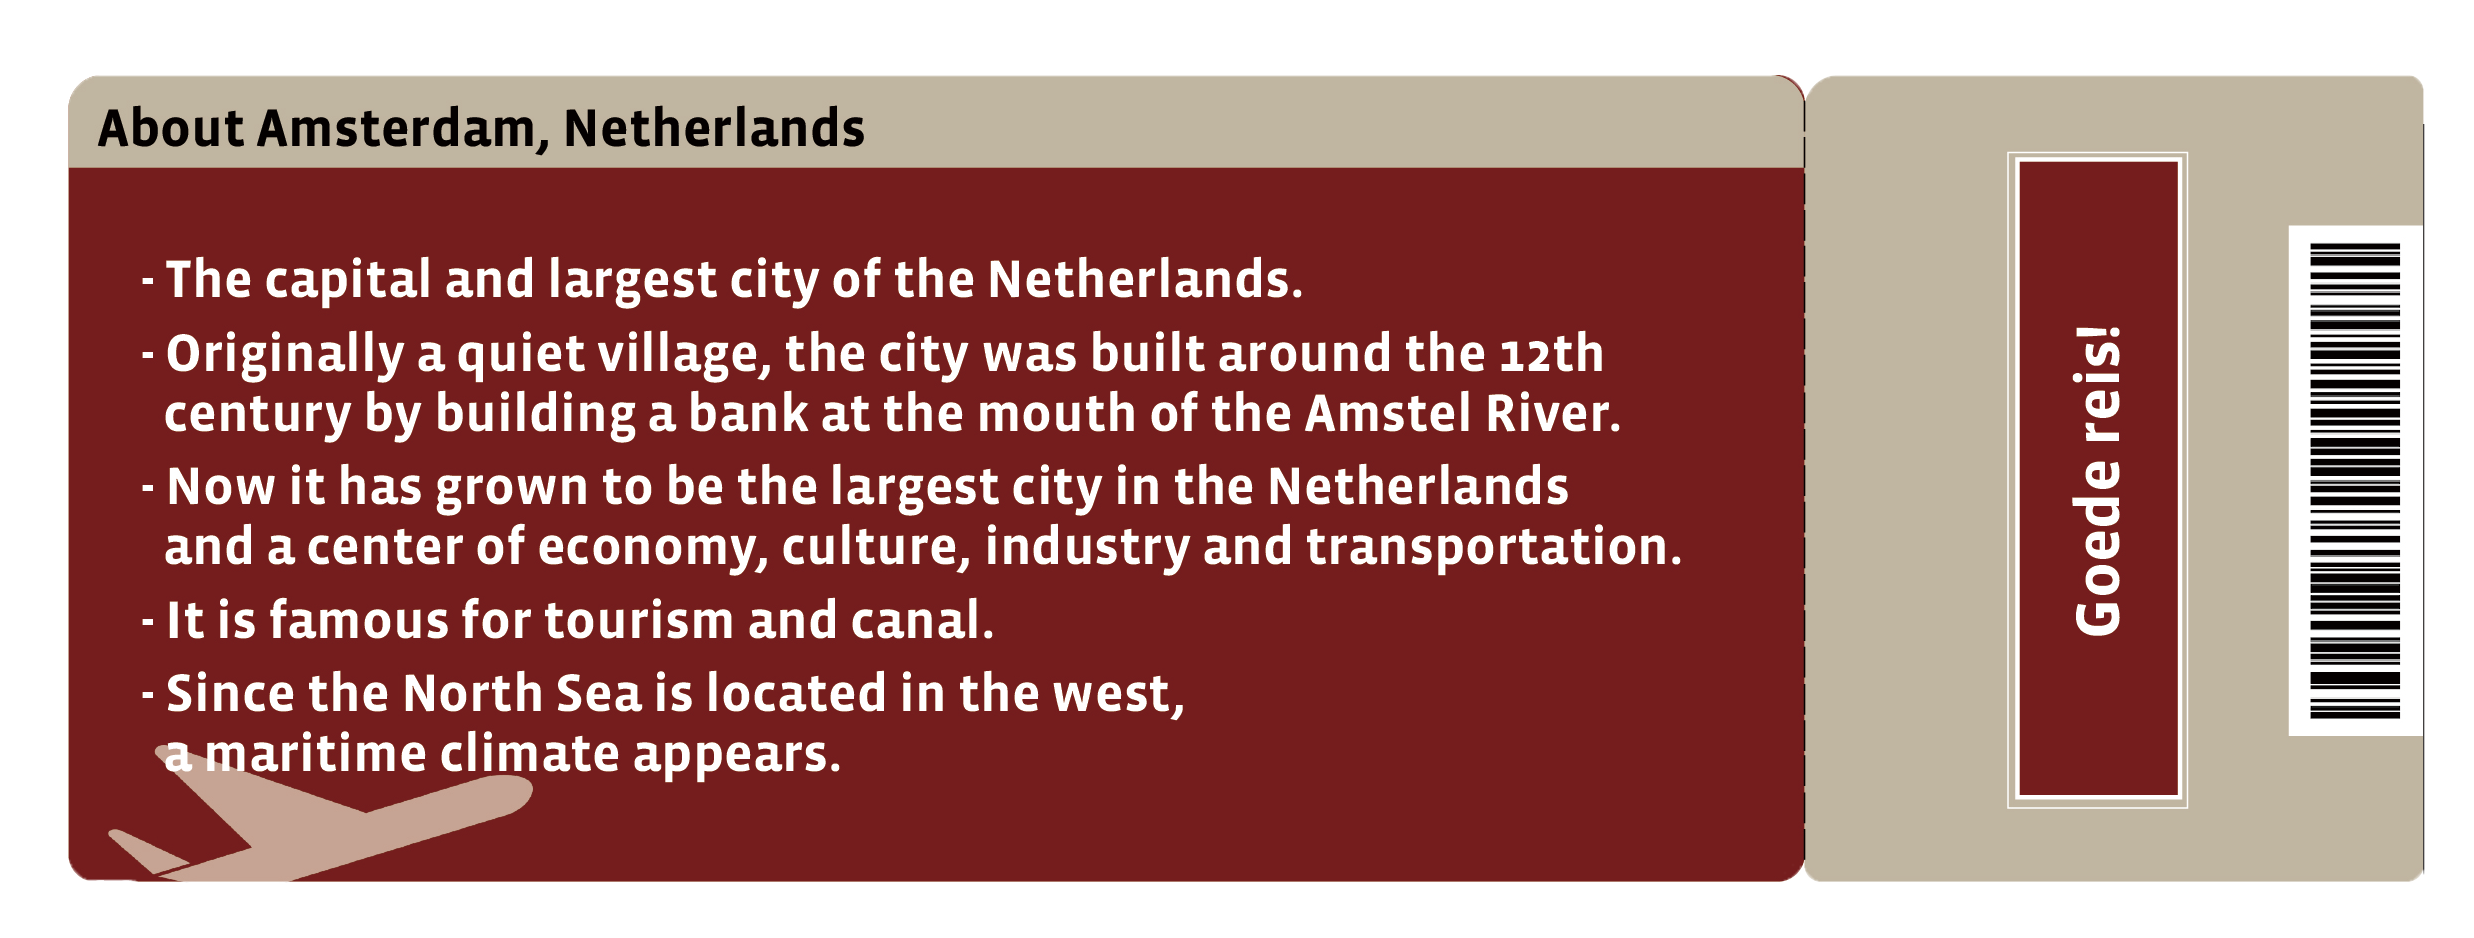 About Amsterdam, Netherlands
- The capital and largest city of the Netherlands.
- Originally a quiet village, the city was built around the 12th
century by building a bank at the mouth of the Amstel River.
- Now it has grown to be the largest city in the Netherlands
and a center of economy, culture, industry and transportation.
- It is famous for tourism and canal.
- Since the North Sea is located in the west,
a maritime climate appears.
Goede reis!